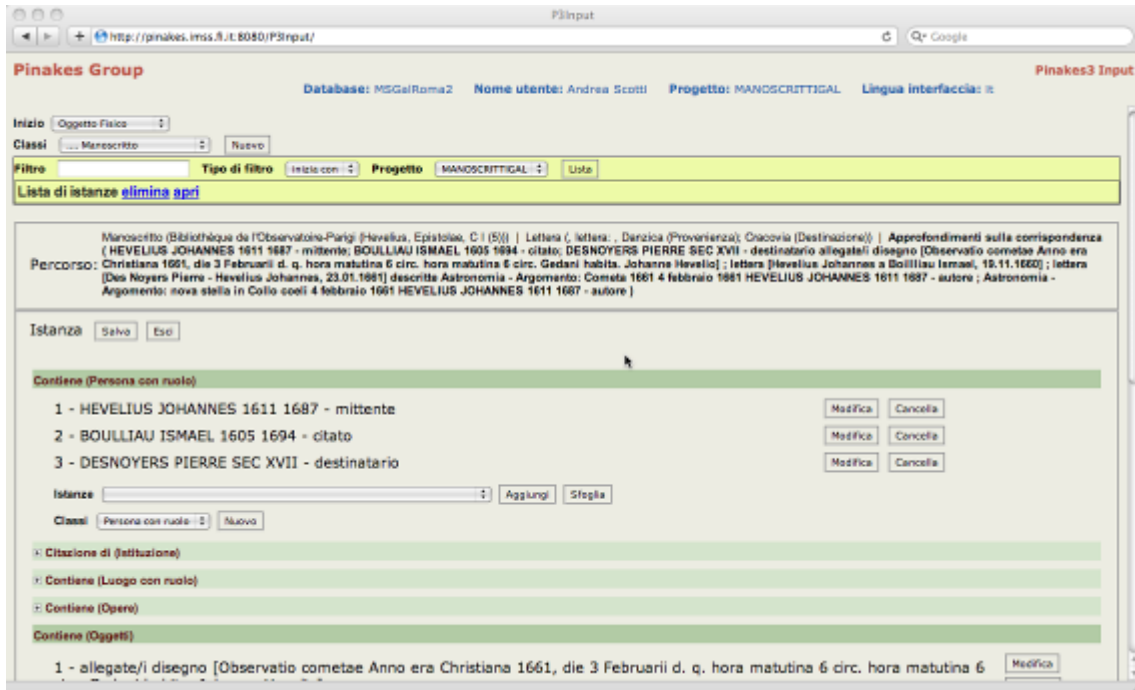 P3Input
http://pinakes.imss.fi.it:8080/P3Input/
Google
Pinakes Group
Pinakes3 Input
Database: MSGalRoma2 Nome utente: Andrea Scotti Progetto: MANOSCRITTIGAL Lingua interfaccia: it
Inizio Oggetto Fisico
Classi .... Manoscritto Nuovo
Filtro Tipo di filtro Inizia con Progetto MANOSCRITTIGAL Lista
Lista di istanze elimina apri
Manoscritto (Bibliothèque de l'Observatoire-Parigi (Hevelius, Epistolae, C I (5))) | Lettera (, lettera: , Danzica (Provenienza); Cracovia (Destinazione)) | Approfondimenti sulla corrispondenza
( HEVELIUS JOHANNES 1611 1687 - mittente; BOULLIAU ISMAEL 1605 1694 - citato; DESNOYERS PIERRE SEC XVII - destinatario allegate/i disegno [Observatio cometae Anno era
Percorso: Christiana 1661, die 3 Februarii d. q. hora matutina 6 circ. hora matutina 6 circ. Gedani habita. Johanne Hevelio] ; lettera [Hevelius Johannes a Boilliau Ismael, 19.11.1660] ; lettera
[Des Noyers Pierre - Hevelius Johannes, 23.01.1661] descritte Astronomia - Argomento: Cometa 1661 4 febbraio 1661 HEVELIUS JOHANNES 1611 1687 - autore ; Astronomia -
Argomento: nova stella in Collo coeli 4 febbraio 1661 HEVELIUS JOHANNES 1611 1687 - autore )
Istanza Salva Esci
Contiene (Persona con ruolo)
1 - HEVELIUS JOHANNES 1611 1687 - mittente Modifica Cancella
2 - BOULLIAU ISMAEL 1605 1694 - citato Modifica Cancella
3 - DESNOYERS PIERRE SEC XVII - destinatario Modifica Cancella
Istanze Aggiungi Sfoglia
Classi Persona con ruolo Nuovo
Citazione di (Istituzione)
Contiene (Luogo con ruolo)
Contiene (Opere)
Contiene (Oggetti)
1 - allegate/i disegno [Observatio cometae Anno era Christiana 1661, die 3 Februarii d. q. hora matutina 6 circ. hora matutina 6 Modifica